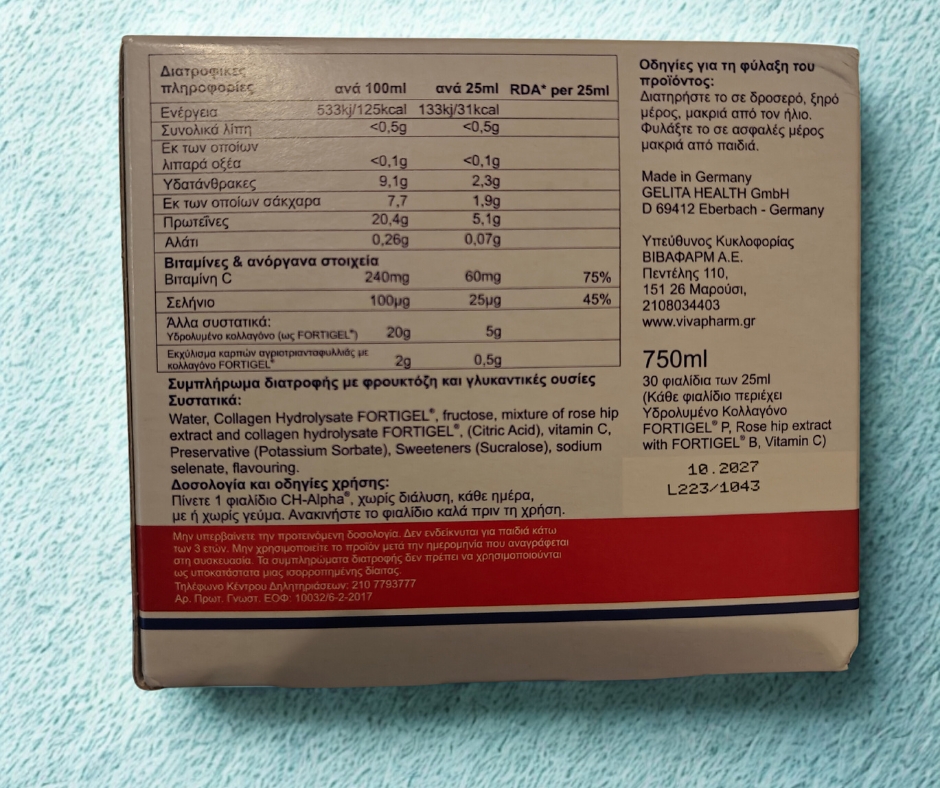 Διατροφικές
πληροφορίες ανά 100ml ανά 25ml RDA* per 25ml
Ενέργεια 533kj/125kcal 133kj/31kcal
Συνολικά λίπη <0,5g <0,5g
Εκ των οποίων
λιπαρά οξέα <0,1g <0,1g
Υδατάνθρακες 9,1g 2,3g
Εκ των οποίων σάκχαρα 7,7 1,9g
Πρωτεΐνες 20,4g 5,1g
Αλάτι 0,26g 0,07g
Βιταμίνες & ανόργανα στοιχεία
Βιταμίνη C 240mg 60mg 75%
Σελήνιο 100μg 25μg 45%
Άλλα συστατικά:
Υδρολυμένο κολλαγόνο (ως FORTIGEL®) 20g 5g
Εκχύλισμα καρπών αγριοτριανταφυλλιάς με
κολλαγόνο FORTIGEL® 2g 0,5g
Συμπλήρωμα διατροφής με φρουκτόζη και γλυκαντικές ουσίες
Συστατικά:
Water, Collagen Hydrolysate FORTIGEL®, fructose, mixture of rose hip
extract and collagen hydrolysate FORTIGEL®, (Citric Acid), vitamin C,
Preservative (Potassium Sorbate), Sweeteners (Sucralose), sodium
selenate, flavouring.
Δοσολογία και οδηγίες χρήσης:
Πίνετε 1 φιαλίδιο CH-Alpha®, χωρίς διάλυση, κάθε ημέρα,
με ή χωρίς γεύμα. Ανακινήστε το φιαλίδιο καλά πριν τη χρήση.
Μην υπερβαίνετε την προτεινόμενη δοσολογία. Δεν ενδείκνυται για παιδιά κάτω
των 3 ετών. Μην χρησιμοποιείτε το προϊόν μετά την ημερομηνία που αναγράφεται
στη συσκευασία. Τα συμπληρώματα διατροφής δεν πρέπει να χρησιμοποιούνται
ως υποκατάστατα μιας ισορροπημένης δίαιτας.
Τηλέφωνο Κέντρου Δηλητηριάσεων: 210 7793777
Αρ. Πρωτ. Γνωστ. ΕΟΦ: 10032/6-2-2017
Οδηγίες για τη φύλαξη του
προϊόντος:
Διατηρήστε το σε δροσερό, ξηρό
μέρος, μακριά από τον ήλιο.
Φυλάξτε το σε ασφαλές μέρος
μακριά από παιδιά.
Made in Germany
GELITA HEALTH GmbH
D 69412 Eberbach - Germany
Υπεύθυνος Κυκλοφορίας
ΒΙΒΑΦΑΡΜ Α.Ε.
Πεντέλης 110,
151 26 Μαρούσι,
2108034403
www.vivapharm.gr
750ml
30 φιαλίδια των 25ml
(Κάθε φιαλίδιο περιέχει
Υδρολυμένο Κολλαγόνο
FORTIGEL® P, Rose hip extract
with FORTIGEL® B, Vitamin C)
10.2027
L223/1043